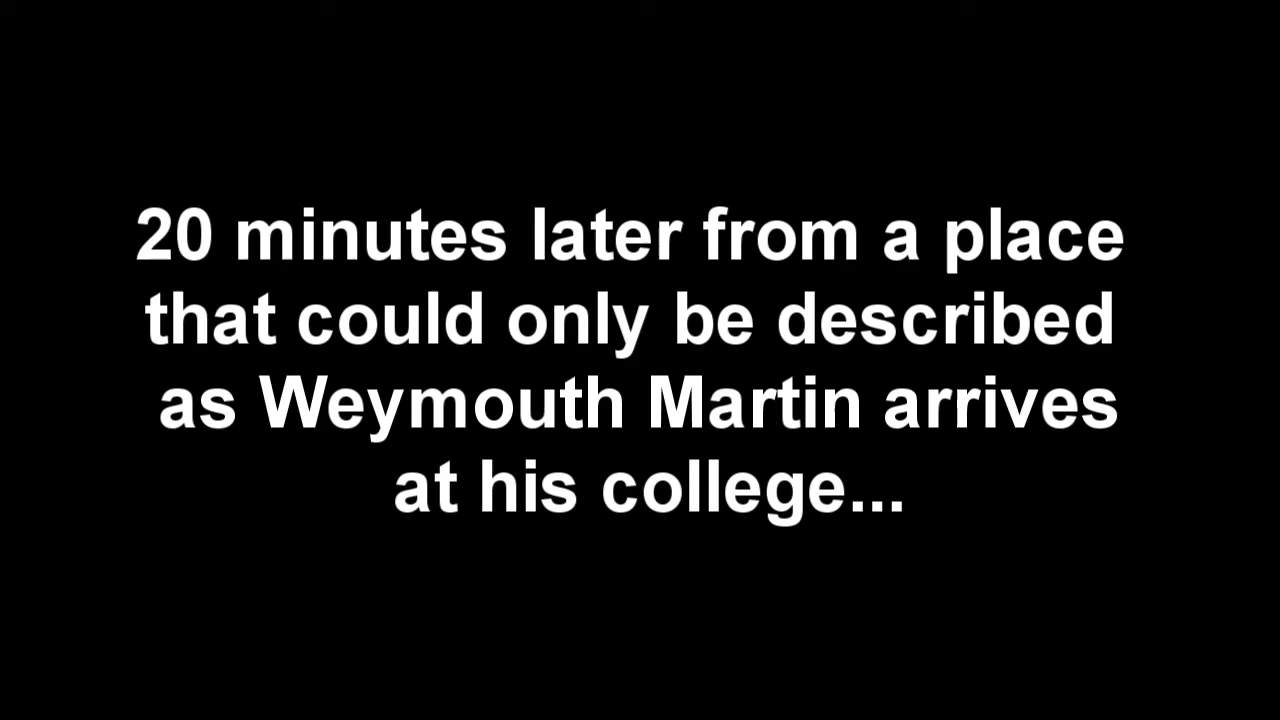 20 minutes later from a place
that could only be described
as Weymouth Martin arrives
at his college...